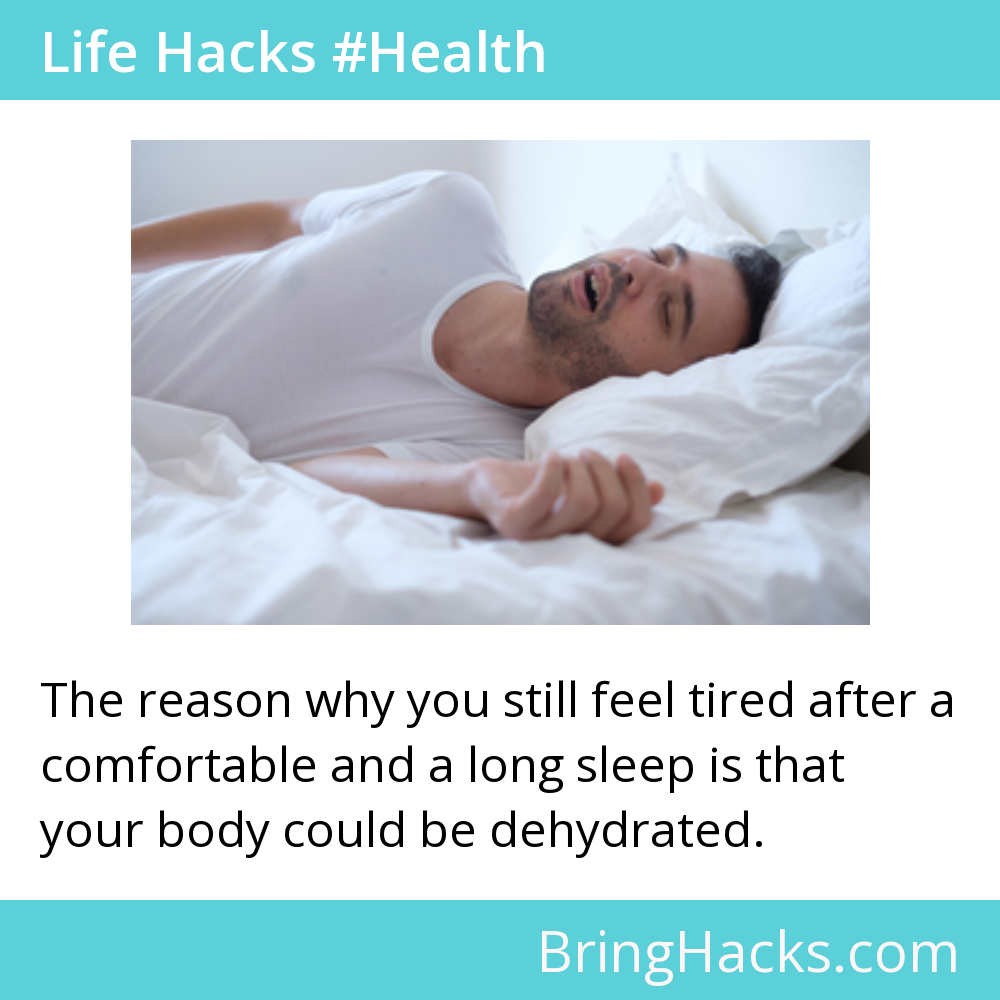 Life Hacks #Health
The reason why you still feel tired after a
comfortable and a long sleep is that
your body could be dehydrated.
BringHacks.com